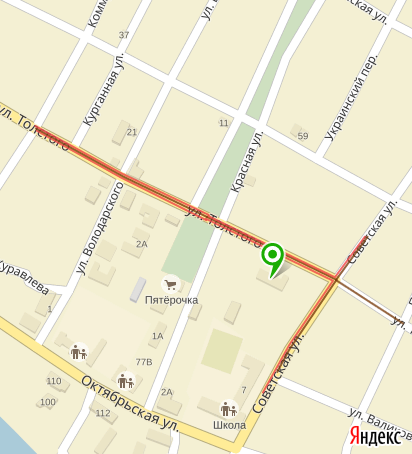 Комм
ул.
ская ул.
37
Курганная ул.
Украинский пер.
11
21
59
ул. Толстого
Красная ул.
ул. Володарского
ул. Толстого
Советская ул.
2А
Журавлева
Пятёрочка
1
1А
ул.
77В
Советская ул.
110
100
Октябрьская ул.
2А
7
112
Школа
ул. Валиков
Яндекс